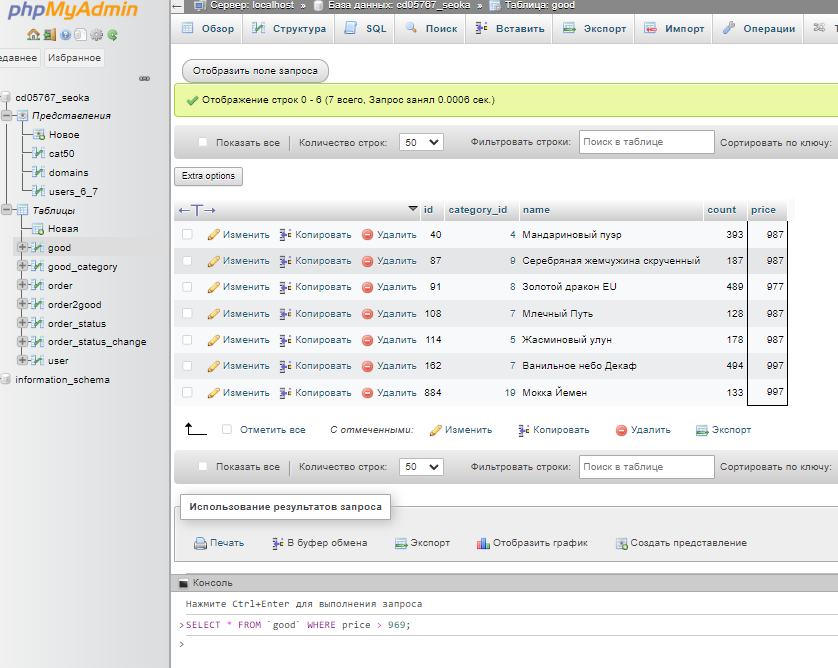 phpMyAdmin
Сервер: localhost » База данных: cd05767_seoka » Таблица: good
Обзор Структура SQL Поиск Вставить Экспорт Импорт Операции
едавнее Избранное
Отобразить поле запроса
cd05767_seoka
Представления
Новое
cat50
domains
users_6_7
Таблицы
Новая
good
good_category
order
order2good
order_status
order_status_change
user
information_schema
Отображение строк 0 - 6 (7 всего, Запрос занял 0.0006 сек.)
Показать все Количество строк: 50 Фильтровать строки: Поиск в таблице Сортировать по ключу:
Extra options
←T→ id category_id name count price
Изменить Копировать Удалить 40 4 Мандариновый пуэр 393 987
Изменить Копировать Удалить 87 9 Серебряная жемчужина скрученный 187 987
Изменить Копировать Удалить 91 8 Золотой дракон EU 489 977
Изменить Копировать Удалить 108 7 Млечный Путь 128 987
Изменить Копировать Удалить 114 5 Жасминовый улун 178 987
Изменить Копировать Удалить 162 7 Ванильное небо Декаф 494 997
Изменить Копировать Удалить 884 19 Мокка Йемен 133 997
Отметить все С отмеченными: Изменить Копировать Удалить Экспорт
Показать все Количество строк: 50 Фильтровать строки: Поиск в таблице Сортировать по ключу:
Использование результатов запроса
Печать В буфер обмена Экспорт Отобразить график Создать представление
Консоль
Нажмите Ctrl+Enter для выполнения запроса
>SELECT * FROM `good` WHERE price > 969;
>